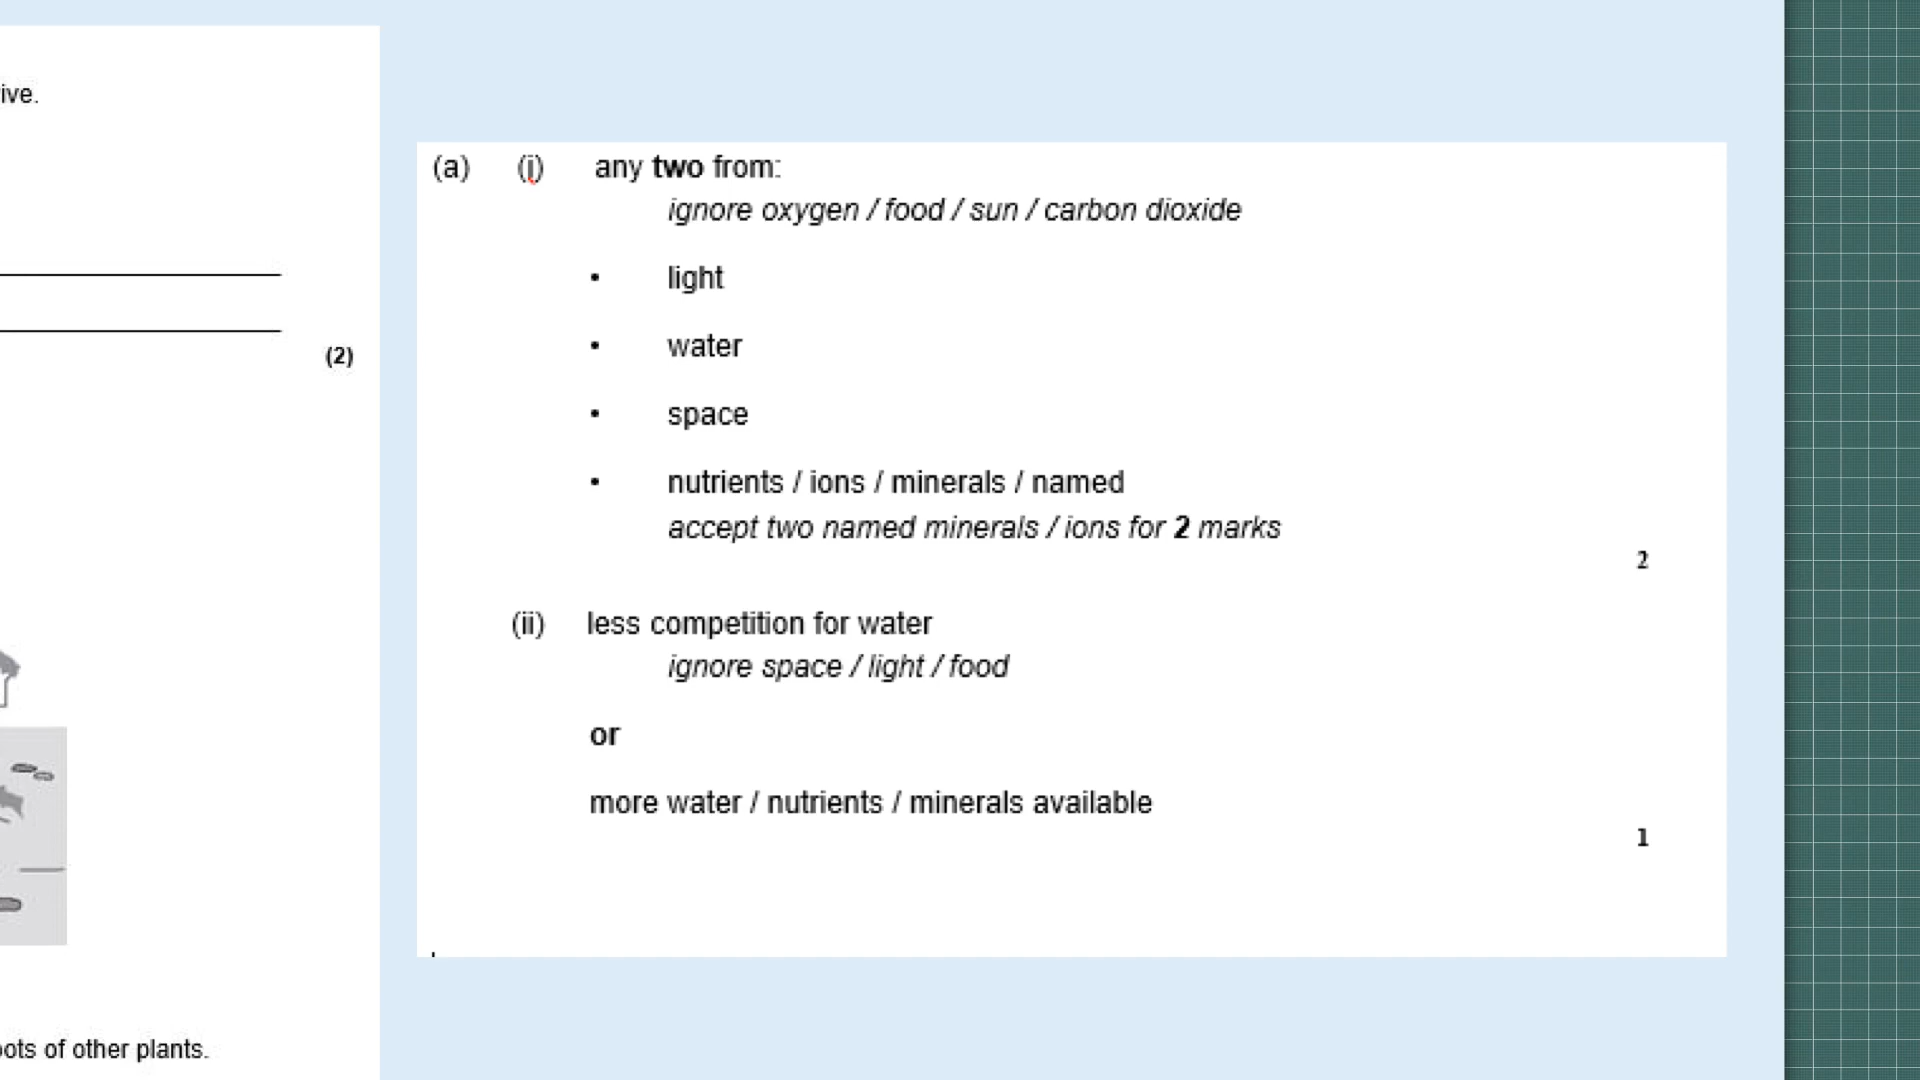 ive.
(2)
oots of other plants.
(a) (i) any two from:
ignore oxygen / food / sun / carbon dioxide
• light
• water
• space
• nutrients / ions / minerals / named
accept two named minerals / ions for 2 marks
2
(ii) less competition for water
ignore space / light / food
or
more water / nutrients / minerals available
1